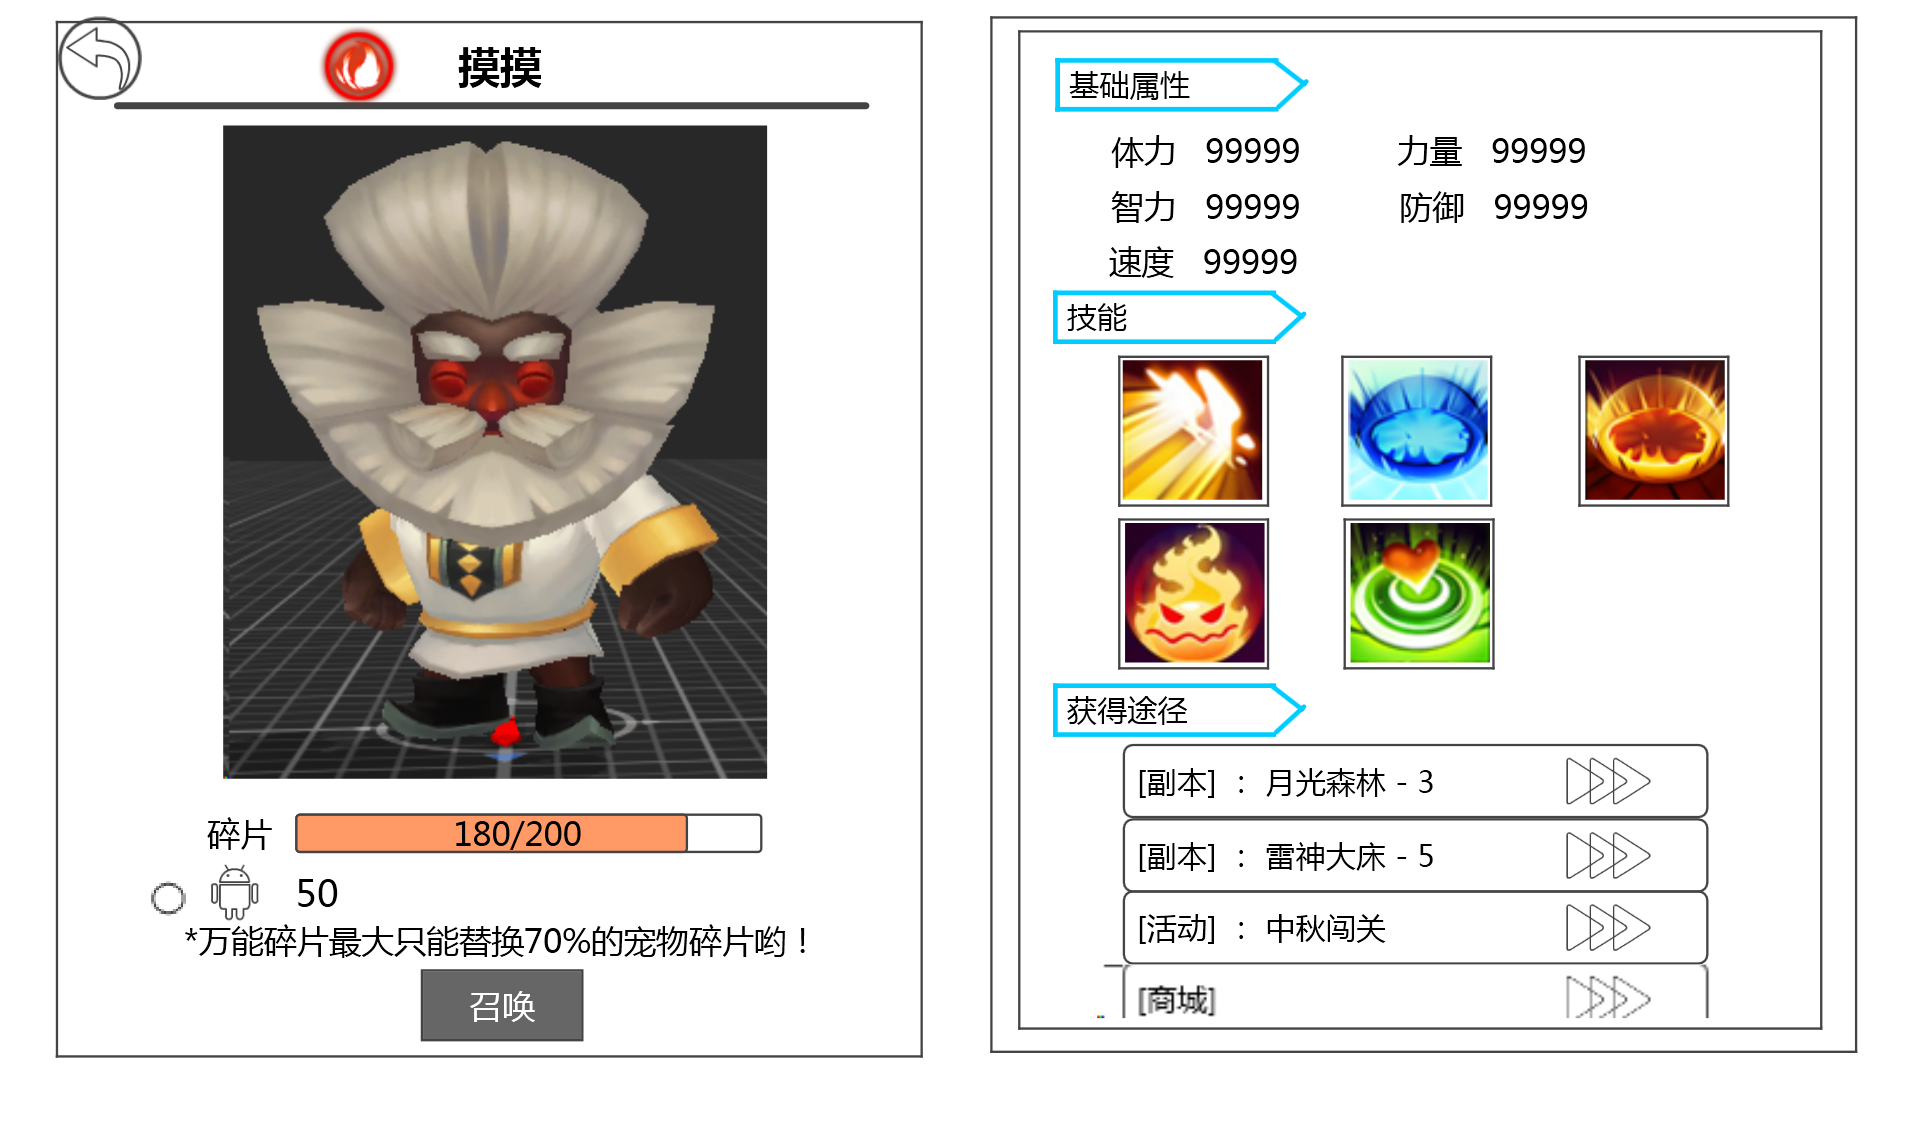 摸摸
碎片 180/200
50
*万能碎片最大只能替换70%的宠物碎片哟！
召唤
基础属性
体力 99999 力量 99999
智力 99999 防御 99999
速度 99999
技能
获得途径
[副本] ： 月光森林 - 3
[副本] ： 雷神大床 - 5
[活动] ： 中秋闯关
[商城]